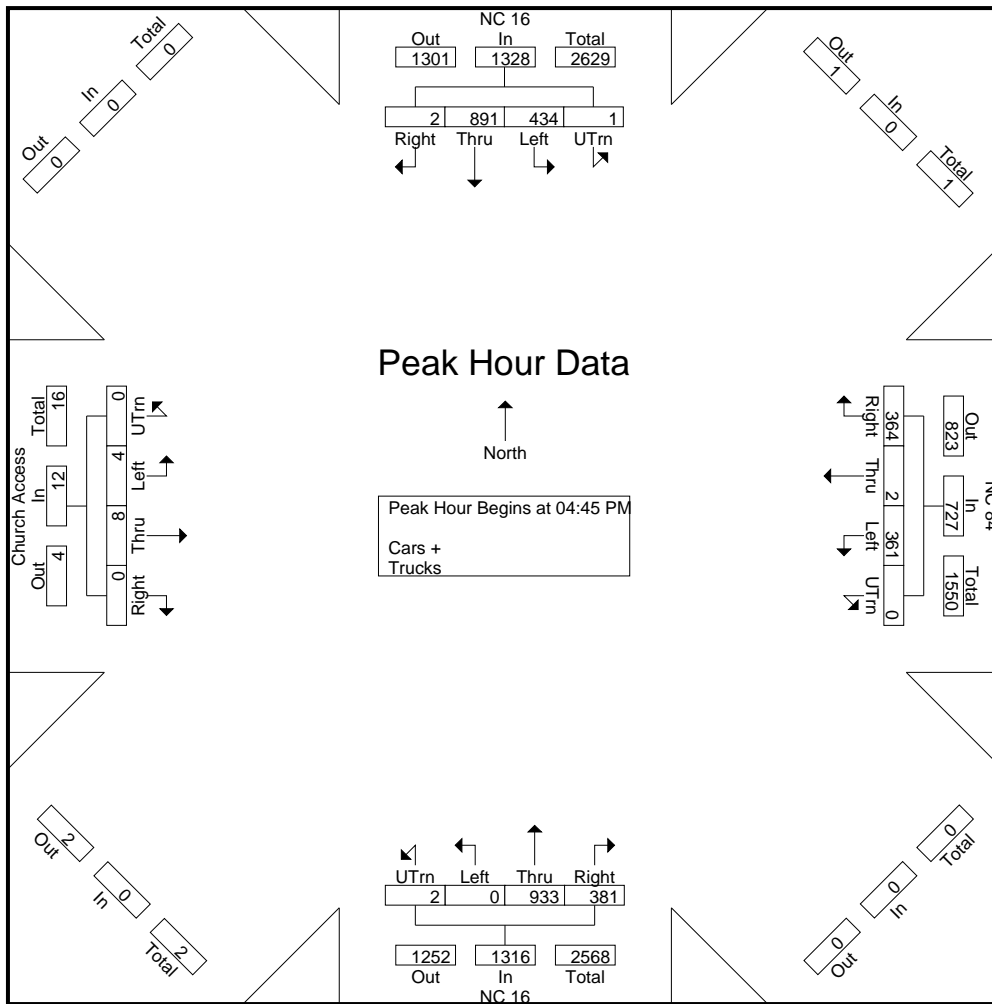 NC 16
Out In Total
1301 1328 2629
2 891 434 1
Right Thru Left UTrn
Total
0
In
0
Out
0
Out
1
In
0
Total
1
Peak Hour Data
North
Peak Hour Begins at 04:45 PM
Cars +
Trucks
Church Access
Total In Out
16 12 4
0 4 8 0
UTrn Left Thru Right
NC 84
Out In Total
823 727 1550
364 2 361 0
Right Thru Left UTrn
2
Out
0
In
2
Total
0
Total
0
In
0
Out
UTrn Left Thru Right
2 0 933 381
1252 1316 2568
Out In Total
NC 16